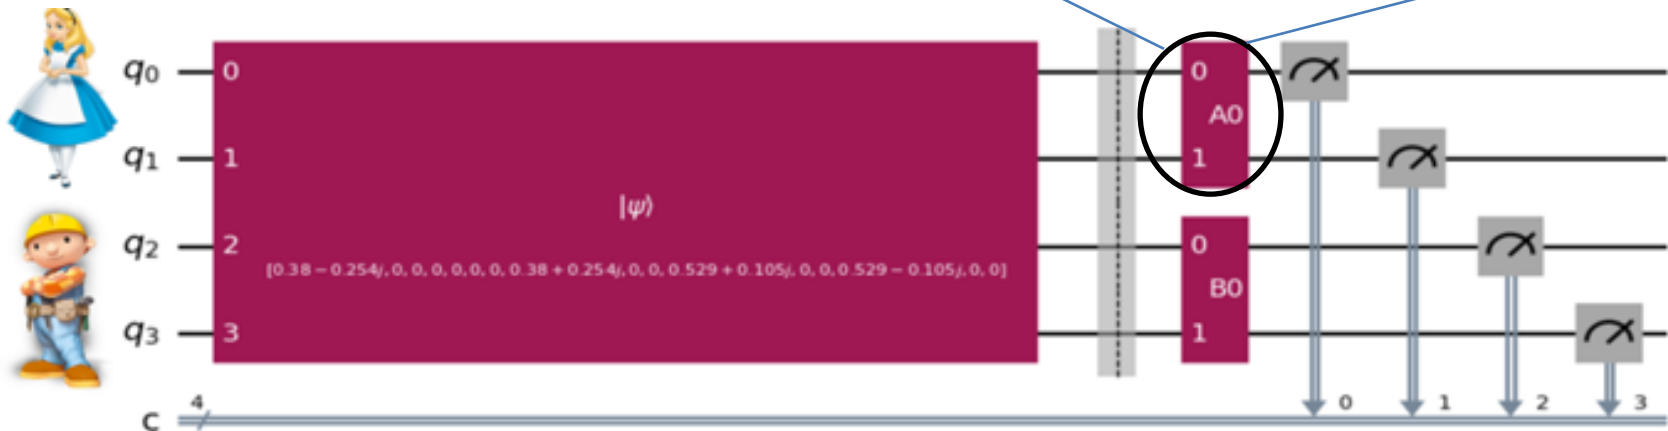 q0 0 0
A0
q1 1 1
|ψ⟩
q2 2 0
[0.38 − 0.254j, 0, 0, 0, 0, 0, 0, 0.38 + 0.254j, 0, 0, 0.529 + 0.105j, 0, 0, 0.529 − 0.105j, 0, 0]
B0
q3 3 1
4 0 1 2 3
c